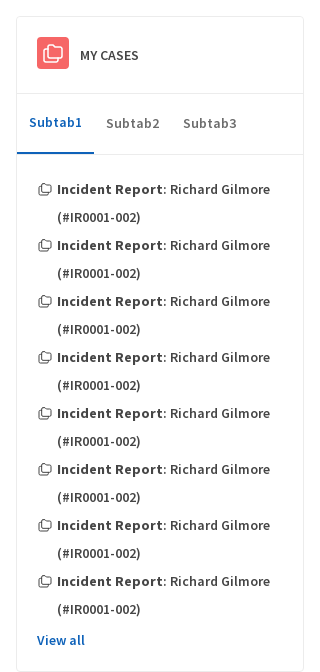 MY CASES
Subtab1 Subtab2 Subtab3
Incident Report: Richard Gilmore
(#IR0001-002)
Incident Report: Richard Gilmore
(#IR0001-002)
Incident Report: Richard Gilmore
(#IR0001-002)
Incident Report: Richard Gilmore
(#IR0001-002)
Incident Report: Richard Gilmore
(#IR0001-002)
Incident Report: Richard Gilmore
(#IR0001-002)
Incident Report: Richard Gilmore
(#IR0001-002)
Incident Report: Richard Gilmore
(#IR0001-002)
View all